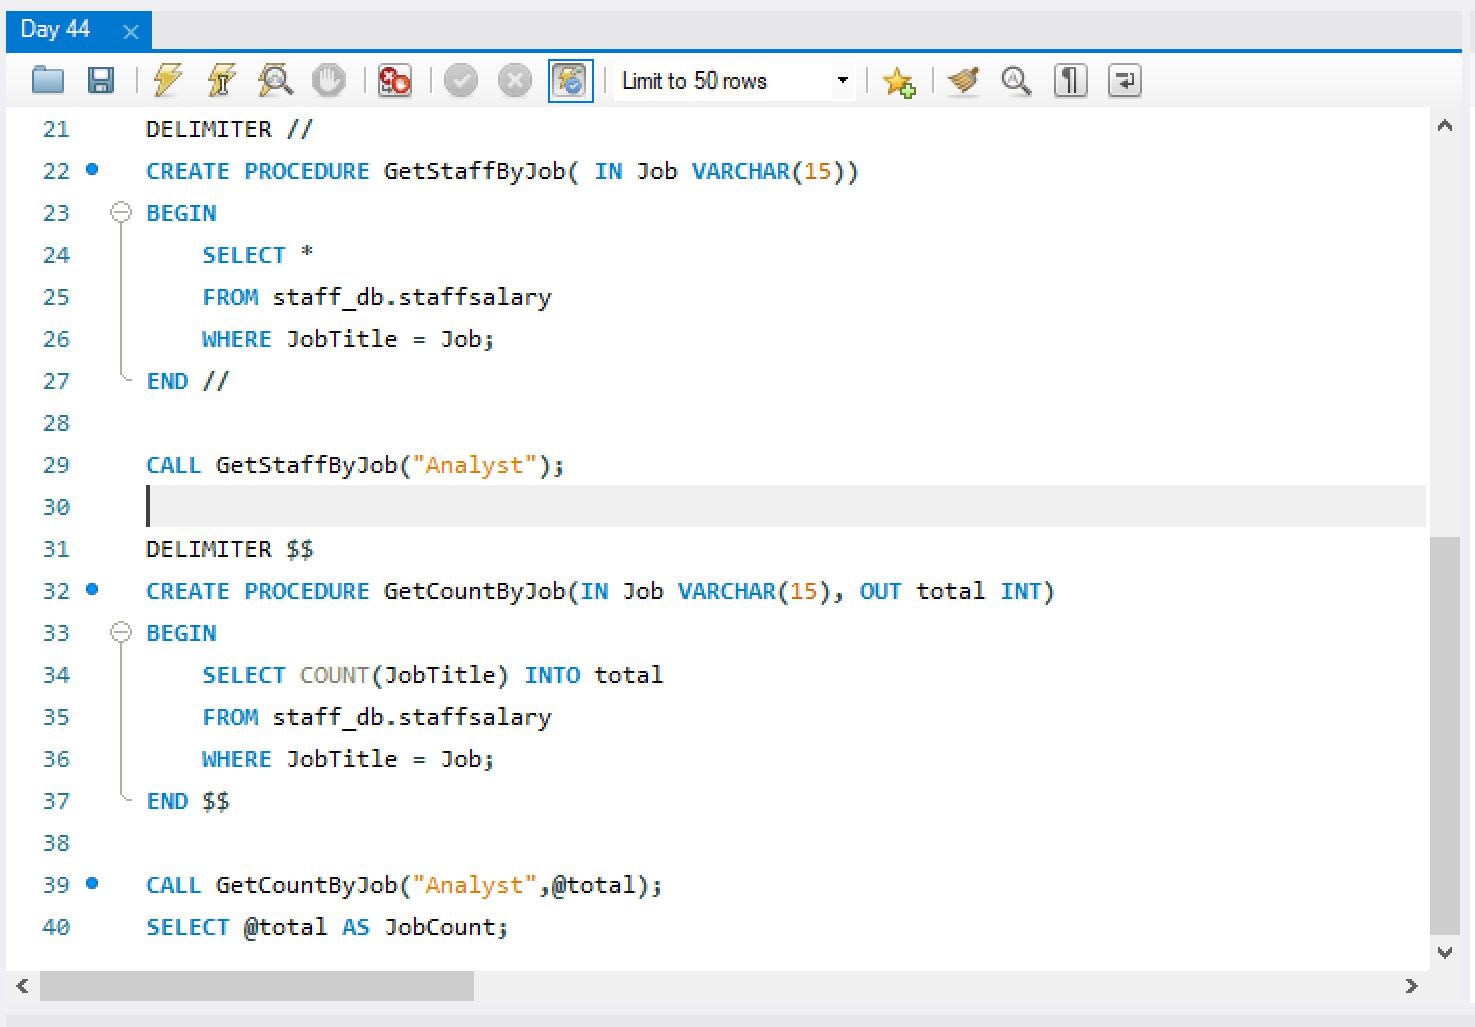 Day 44
Limit to 50 rows
21 DELIMITER //
22 CREATE PROCEDURE GetStaffByJob( IN Job VARCHAR(15))
23 BEGIN
24 SELECT *
25 FROM staff_db.staffsalary
26 WHERE JobTitle = Job;
27 END //
28
29 CALL GetStaffByJob("Analyst");
30
31 DELIMITER $$
32 CREATE PROCEDURE GetCountByJob(IN Job VARCHAR(15), OUT total INT)
33 BEGIN
34 SELECT COUNT(JobTitle) INTO total
35 FROM staff_db.staffsalary
36 WHERE JobTitle = Job;
37 END $$
38
39 CALL GetCountByJob("Analyst",@total);
40 SELECT @total AS JobCount;